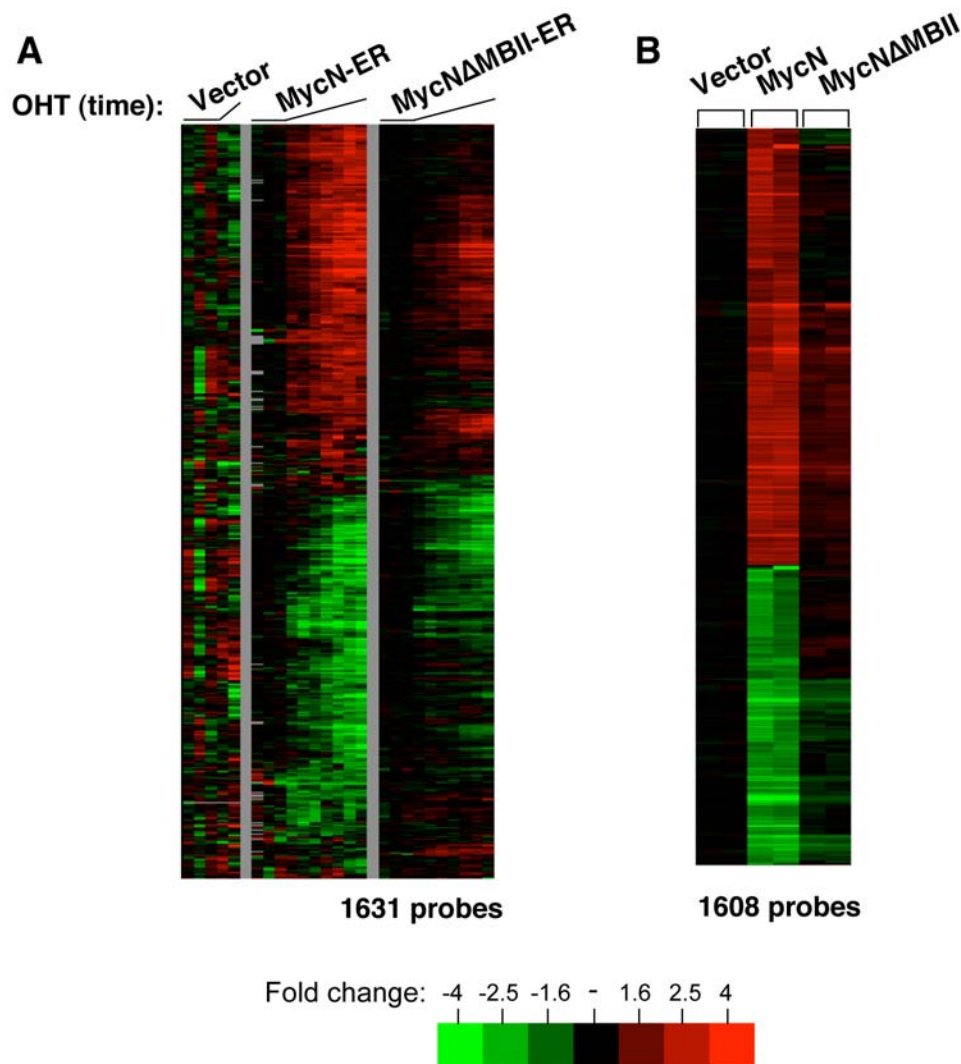 A
OHT (time):
Vector
MycN-ER
MycNΔMBII-ER
B
Vector
MycN
MycNΔMBII
1631 probes
1608 probes
Fold change: -4 -2.5 -1.6 - 1.6 2.5 4